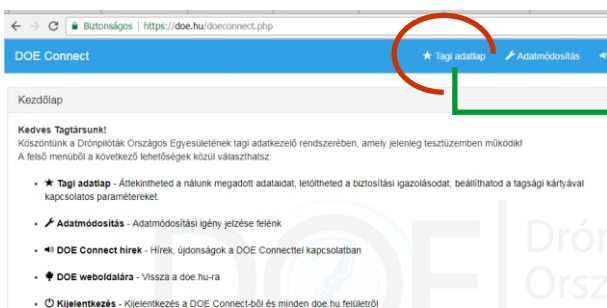 Biztonságos | https://doe.hu/doeconnect.php
DOE Connect
Tagi adatlap
Adatmódosítás
Kezdőlap
Kedves Tagtársunk!
Köszöntünk a Drónpilóták Országos Egyesületének tagi adatkezelő rendszerében, amely jelenleg tesztüzemben működik!
A felső menüből a következő lehetőségek közül választhatsz:
Tagi adatlap - Áttekintheted a nálunk megadott adataidat, letöltheted a biztosítási igazolásodat, beállíthatod a tagsági kártyával
kapcsolatos paramétereket.
Adatmódosítás - Adatmódosítási igény jelzése felénk
DOE Connect hírek - Hírek, újdonságok a DOE Connecttel kapcsolatban
DOE weboldalára - Vissza a doe.hu-ra
Kijelentkezés - Kijelentkezés a DOE Connect-ből és minden doe.hu felületről
DOE
Drón
Orsz